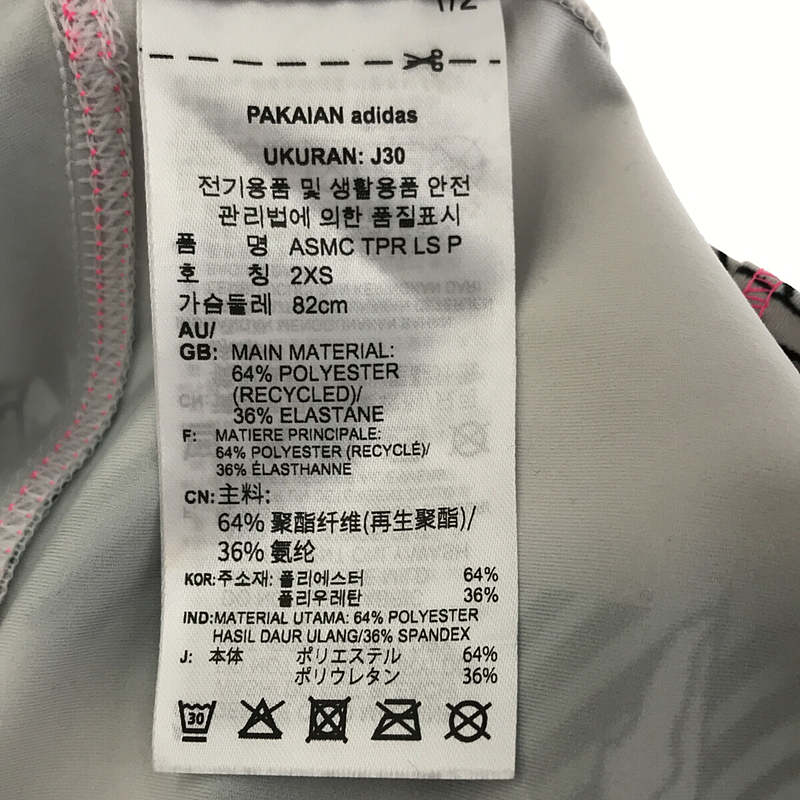 PAKAIAN adidas
UKURAN: J30
전기용품 및 생활용품 안전
관리법에 의한 품질표시
품 명 ASMC TPR LS P
호 칭 2XS
가슴둘레 82cm
AU/
GB: MAIN MATERIAL:
64% POLYESTER
(RECYCLED)/
36% ELASTANE
F: MATIERE PRINCIPALE:
64% POLYESTER (RECYCLÉ)/
36% ÉLASTHANNE
CN: 主料:
64% 聚酯纤维(再生聚酯)/
36% 氨纶
KOR: 주소재: 폴리에스터 64%
폴리우레탄 36%
IND: MATERIAL UTAMA: 64% POLYESTER
HASIL DAUR ULANG/36% SPANDEX
J: 本体 ポリエステル 64%
ポリウレタン 36%
30